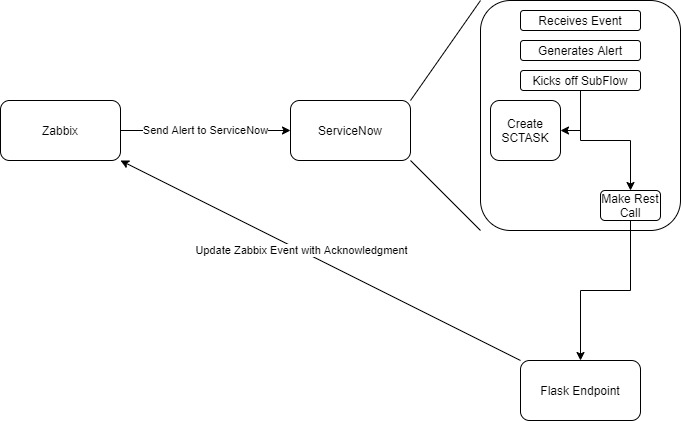 Receives Event
Generates Alert
Kicks off SubFlow
Zabbix
Send Alert to ServiceNow
ServiceNow
Create
SCTASK
Make Rest
Call
Update Zabbix Event with Acknowledgment
Flask Endpoint